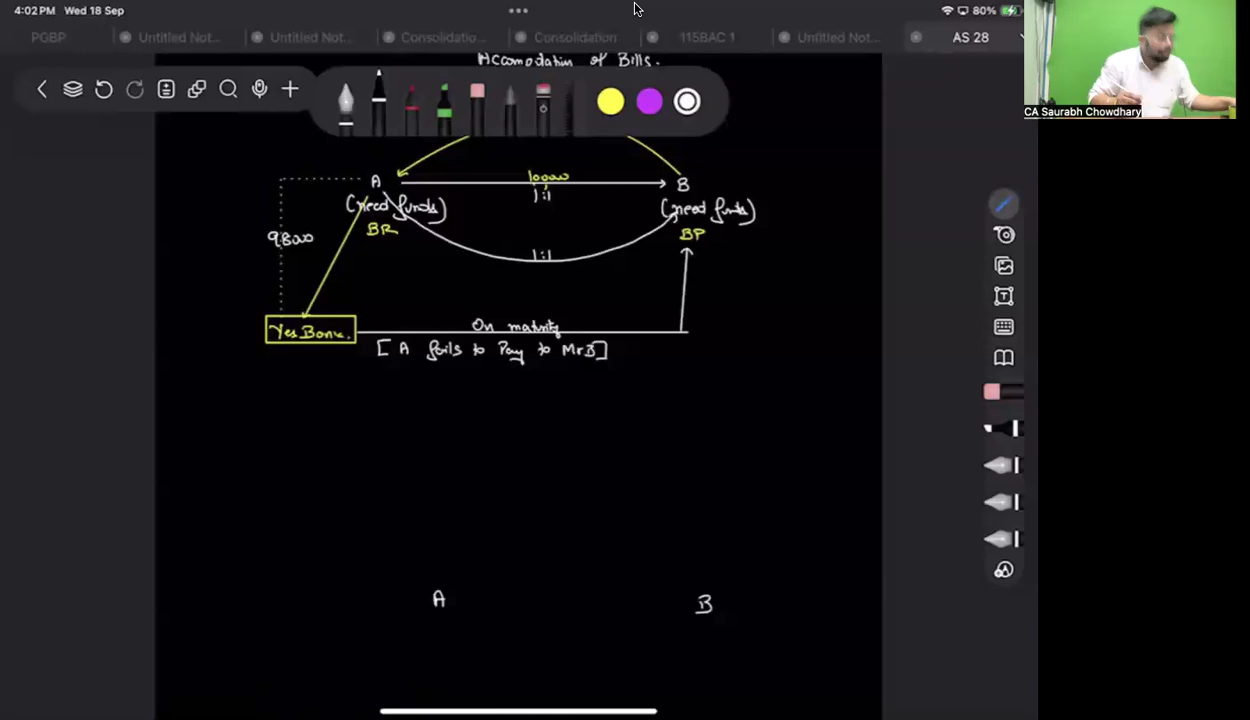 4:02 PM Wed 18 Sep
80%
PGBP
Untitled Not...
Untitled Not...
Consolidatio...
Consolidation
115BAC 1
Untitled Not...
AS 28
CA Saurabh Chowdhary
Accomodation of Bills.
A
10,000
B
1:1
(need funds)
(need funds)
BR
BP
98000
1:1
Yes Bank.
On maturity
[ A fails to Pay to Mr B]
A
B